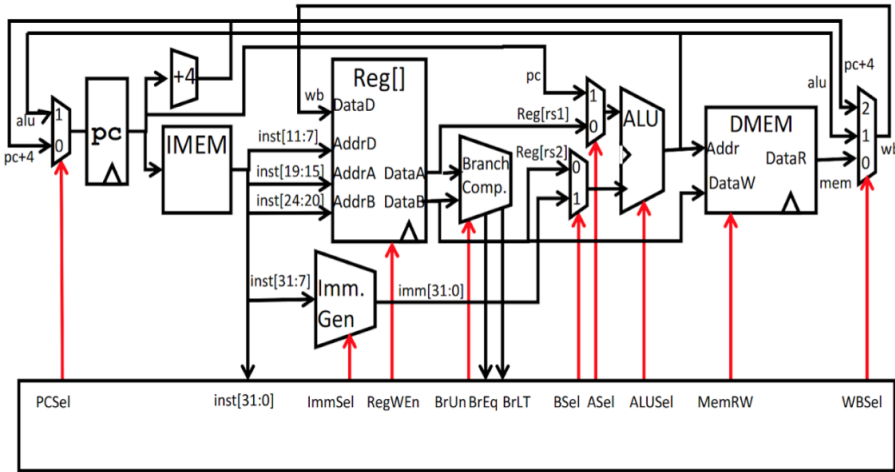 +4
Reg[]
pc
pc+4
alu
wb
DataD
alu
1
pc
IMEM
inst[11:7]
AddrD
Reg[rs1]
1
0
ALU
DMEM
2
0
pc+4
inst[19:15]
AddrA
DataA
Branch
Comp.
Reg[rs2]
0
Addr
DataR
1
wb
inst[24:20]
AddrB
DataB
1
DataW
mem
0
inst[31:7]
Imm.
Gen
imm[31:0]
PCSel
inst[31:0]
ImmSel
RegWEn
BrUn
BrEq
BrLT
BSel
ASel
ALUSel
MemRW
WBSel